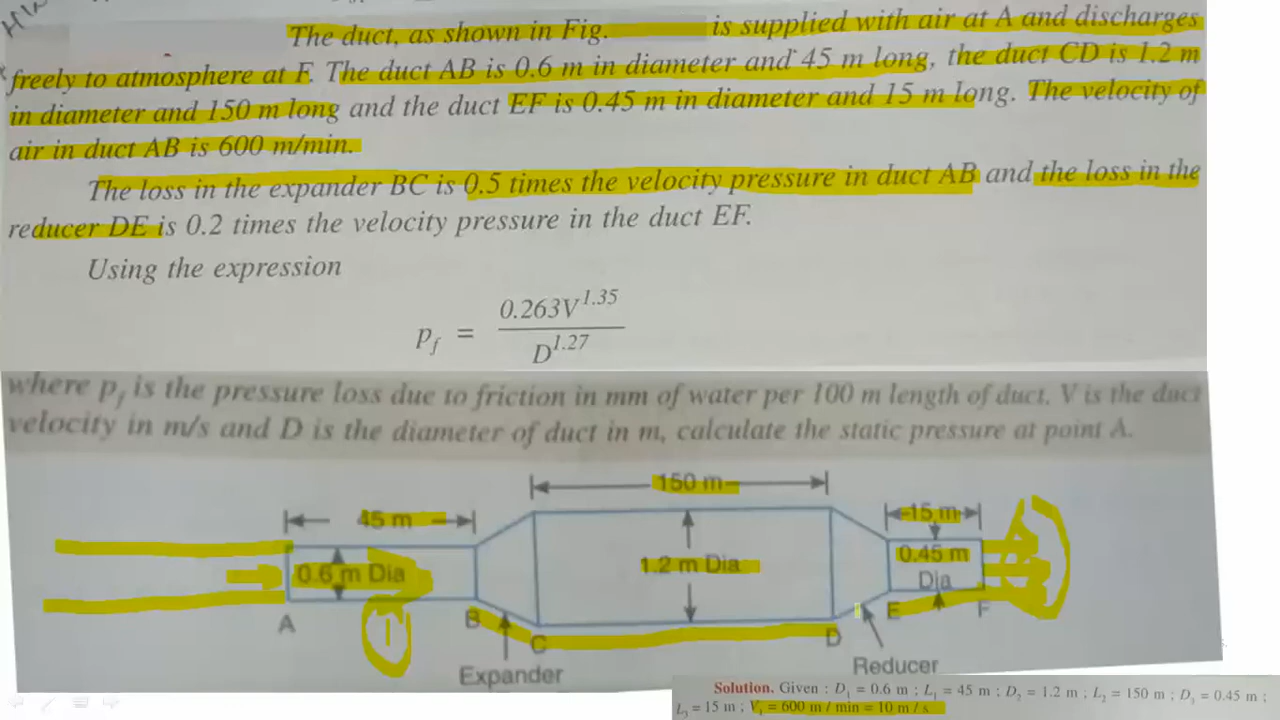 H/W
The duct, as shown in Fig. is supplied with air at A and discharges
freely to atmosphere at F. The duct AB is 0.6 m in diameter and 45 m long, the duct CD is 1.2 m
in diameter and 150 m long and the duct EF is 0.45 m in diameter and 15 m long. The velocity of
air in duct AB is 600 m/min.
The loss in the expander BC is 0.5 times the velocity pressure in duct AB and the loss in the
reducer DE is 0.2 times the velocity pressure in the duct EF.
Using the expression
p_f = 0.263V^1.35 / D^1.27
where p_f is the pressure loss due to friction in mm of water per 100 m length of duct, V is the duct
velocity in m/s and D is the diameter of duct in m, calculate the static pressure at point A.
150 m
45 m
15 m
0.6 m Dia
1.2 m Dia
0.45 m
Dia
1
A
B
C
D
E
F
Expander
Reducer
Solution. Given : D₁ = 0.6 m ; L₁ = 45 m ; D₂ = 1.2 m ; L₂ = 150 m ; D₃ = 0.45 m ;
L₃ = 15 m ; V₁ = 600 m / min = 10 m / s